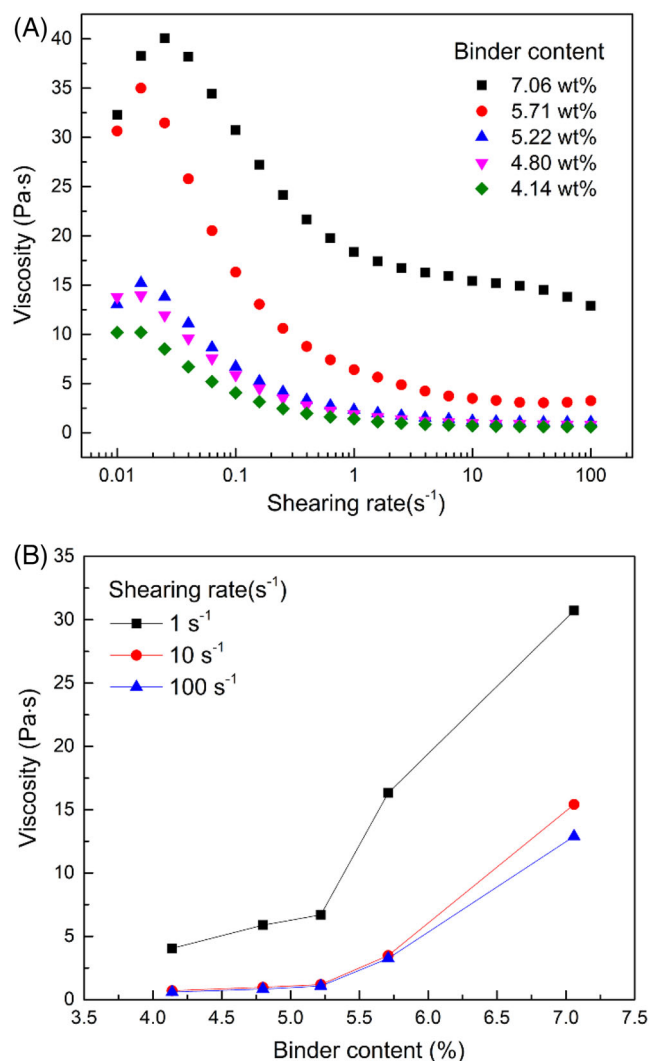 (A)
40
35
30
25
20
15
10
5
0
Viscosity (Pa·s)
Binder content
7.06 wt%
5.71 wt%
5.22 wt%
4.80 wt%
4.14 wt%
0.01 0.1 1 10 100
Shearing rate(s⁻¹)
(B)
35
30
25
20
15
10
5
0
Viscosity (Pa·s)
Shearing rate(s⁻¹)
1 s⁻¹
10 s⁻¹
100 s⁻¹
3.5 4.0 4.5 5.0 5.5 6.0 6.5 7.0 7.5
Binder content (%)